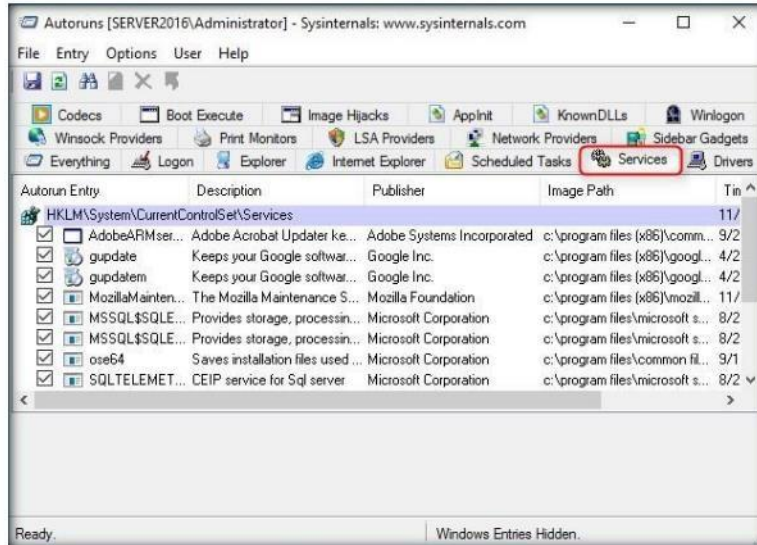 Autoruns [SERVER2016\Administrator] - Sysinternals: www.sysinternals.com
File Entry Options User Help
Codecs Boot Execute Image Hijacks AppInit KnownDLLs Winlogon
Winsock Providers Print Monitors LSA Providers Network Providers Sidebar Gadgets
Everything Logon Explorer Internet Explorer Scheduled Tasks Services Drivers
Autorun Entry Description Publisher Image Path Tin
HKLM\System\CurrentControlSet\Services 11/
AdobeARMser... Adobe Acrobat Updater ke... Adobe Systems Incorporated c:\program files (x86)\comm... 9/2
gupdate Keeps your Google softwar... Google Inc. c:\program files (x86)\googl... 4/2
gupdatem Keeps your Google softwar... Google Inc. c:\program files (x86)\googl... 4/2
MozillaMainten... The Mozilla Maintenance S... Mozilla Foundation c:\program files (x86)\mozill... 11/
MSSQL$SQLE... Provides storage, processin... Microsoft Corporation c:\program files\microsoft s... 8/2
MSSQL$SQLE... Provides storage, processin... Microsoft Corporation c:\program files\microsoft s... 8/2
ose64 Saves installation files used ... Microsoft Corporation c:\program files\common fil... 9/1
SQLTELEMET... CEIP service for Sql server Microsoft Corporation c:\program files\microsoft s... 8/2
Ready. Windows Entries Hidden.